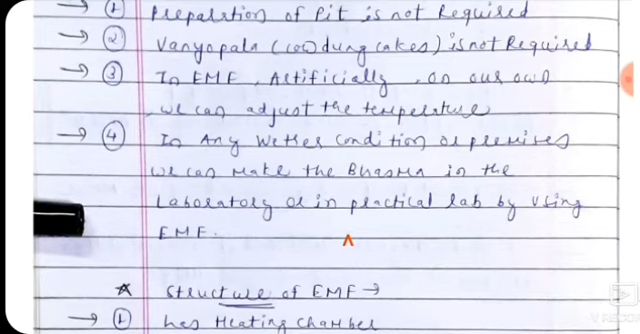 → ① Preparation of Pit is not Required
→ ② Vanyopala (cow dung cakes) is not Required
→ ③ In EMF, Artificially, on our own
we can adjust the temperature
→ ④ In Any Wether condition or premises
we can make the Bhasma in the
Laboratory or in practical lab by using
EMF.
★ Structure of EMF →
→ ① has Heating chamber
V RECO